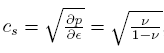 $c_s = \sqrt{\frac{\partial p}{\partial \epsilon}} = \sqrt{\frac{\nu}{1-\nu}}$